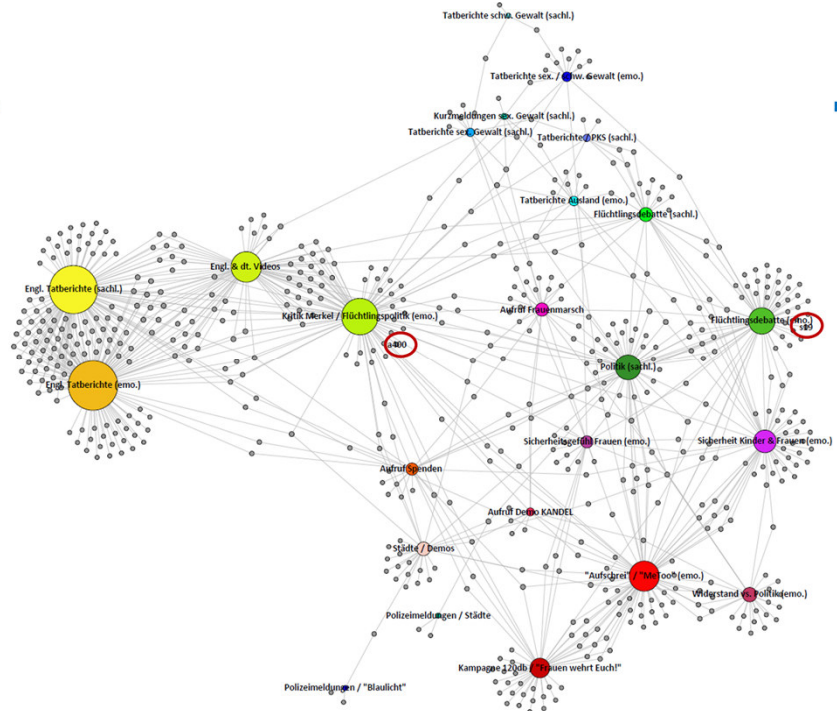 Tatberichte schw. Gewalt (sachl.)
Tatberichte sex. / schw. Gewalt (emo.)
Kurzmeldungen sex. Gewalt (sachl.)
Tatberichte sex. Gewalt (sachl.)
Tatberichte / PKS (sachl.)
Tatberichte Ausland (emo.)
Flüchtlingsdebatte (sachl.)
Engl. & dt. Videos
Engl. Tatberichte (sachl.)
Kritik Merkel / Flüchtlingspolitik (emo.)
Aufruf Frauenmarsch
Flüchtlingsdebatte (emo.)
Politik (sachl.)
Engl. Tatberichte (emo.)
Sicherheitsgefühl Frauen (emo.)
Sicherheit Kinder & Frauen (emo.)
Aufruf Spenden
Aufruf Demo KANDEL
Städte / Demos
"Aufschrei" / "MeToo" (emo.)
Widerstand vs. Politik (emo.)
Polizeimeldungen / Städte
Kampagne 120db / "Frauen wehrt Euch!"
Polizeimeldungen / "Blaulicht"